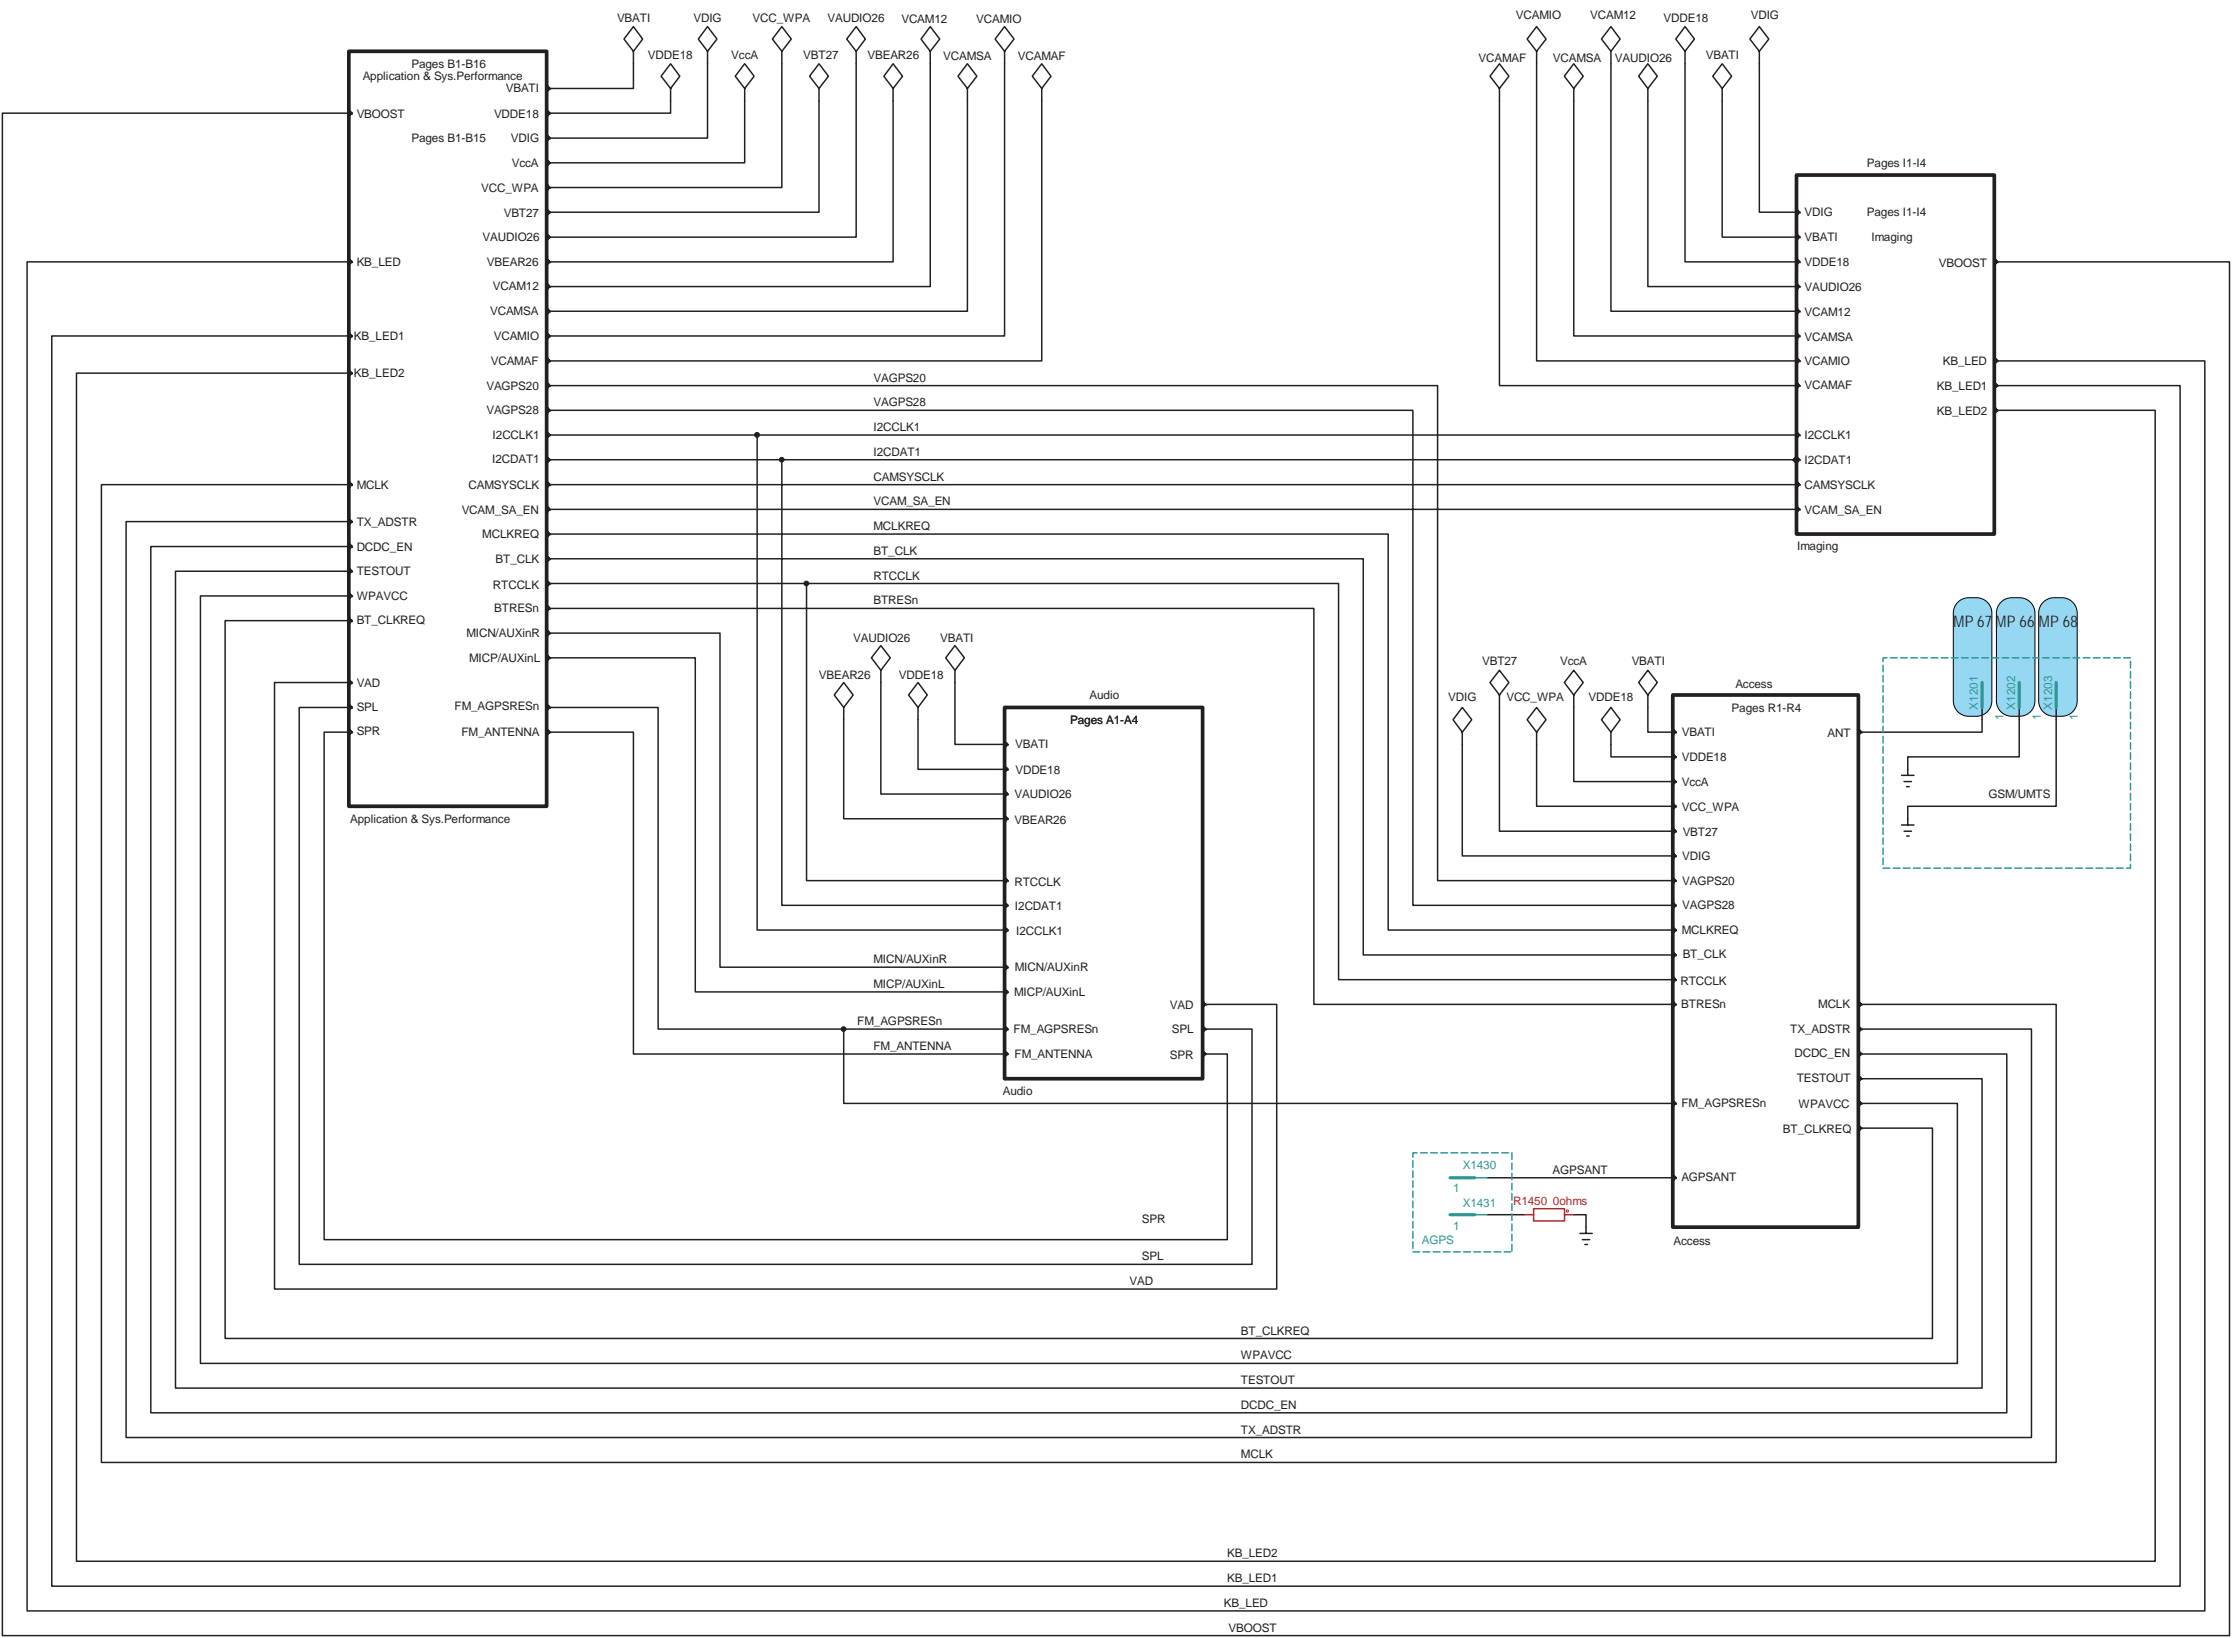 VBATI
VDIG
VCC_WPA
VAUDIO26
VCAM12
VCAMIO
VDDE18
VccA
VBT27
VBEAR26
VCAMSA
VCAMAF
VCAMIO
VCAM12
VDDE18
VDIG
VCAMAF
VCAMSA
VAUDIO26
VBATI
Pages B1-B16
Application & Sys.Performance
Pages B1-B15
VBOOST
KB_LED
KB_LED1
KB_LED2
MCLK
TX_ADSTR
DCDC_EN
TESTOUT
WPAVCC
BT_CLKREQ
VAD
SPL
SPR
VBATI
VDDE18
VDIG
VccA
VCC_WPA
VBT27
VAUDIO26
VBEAR26
VCAM12
VCAMSA
VCAMIO
VCAMAF
VAGPS20
VAGPS28
I2CCLK1
I2CDAT1
CAMSYSCLK
VCAM_SA_EN
MCLKREQ
BT_CLK
RTCCLK
BTRESn
MICN/AUXinR
MICP/AUXinL
FM_AGPSRESn
FM_ANTENNA
Application & Sys.Performance
VAGPS20
VAGPS28
I2CCLK1
I2CDAT1
CAMSYSCLK
VCAM_SA_EN
MCLKREQ
BT_CLK
RTCCLK
BTRESn
Pages I1-I4
Pages I1-I4
Imaging
VDIG
VBATI
VDDE18
VAUDIO26
VCAM12
VCAMSA
VCAMIO
VCAMAF
I2CCLK1
I2CDAT1
CAMSYSCLK
VCAM_SA_EN
VBOOST
KB_LED
KB_LED1
KB_LED2
Imaging
VAUDIO26
VBATI
VBEAR26
VDDE18
Audio
Pages A1-A4
VBATI
VDDE18
VAUDIO26
VBEAR26
RTCCLK
I2CDAT1
I2CCLK1
MICN/AUXinR
MICP/AUXinL
FM_AGPSRESn
FM_ANTENNA
VAD
SPL
SPR
Audio
MICN/AUXinR
MICP/AUXinL
FM_AGPSRESn
FM_ANTENNA
VBT27
VccA
VBATI
VDIG
VCC_WPA
VDDE18
Access
Pages R1-R4
VBATI
VDDE18
VccA
VCC_WPA
VBT27
VDIG
VAGPS20
VAGPS28
MCLKREQ
BT_CLK
RTCCLK
BTRESn
FM_AGPSRESn
AGPSANT
ANT
MCLK
TX_ADSTR
DCDC_EN
TESTOUT
WPAVCC
BT_CLKREQ
Access
MP 67
MP 66
MP 68
X1201
X1202
X1203
1
1
1
GSM/UMTS
X1430
1
X1431
1
AGPS
AGPSANT
R1450 0ohms
SPR
SPL
VAD
BT_CLKREQ
WPAVCC
TESTOUT
DCDC_EN
TX_ADSTR
MCLK
KB_LED2
KB_LED1
KB_LED
VBOOST